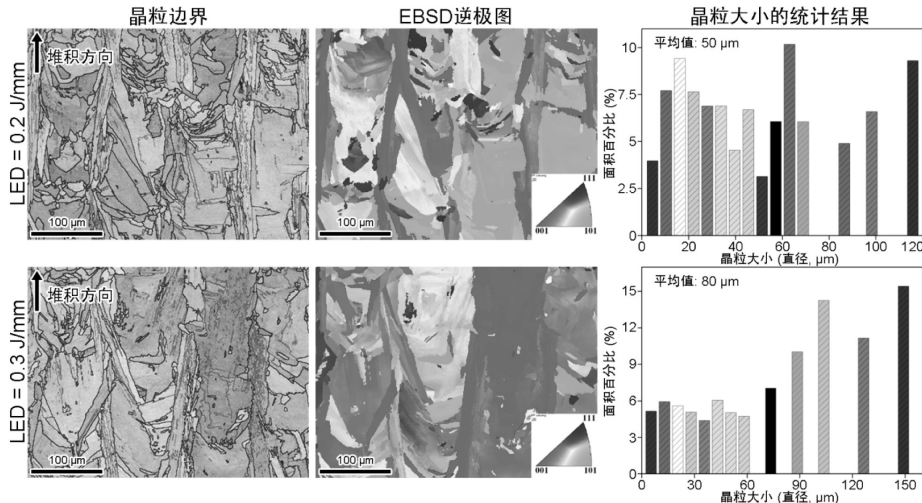 晶粒边界
EBSD逆极图
晶粒大小的统计结果
LED = 0.2 J/mm
堆积方向
100 μm
100 μm
111
001
101
平均值: 50 μm
面积百分比 (%)
10
7.5
5.0
2.5
0
0
20
40
60
80
100
120
晶粒大小 (直径, μm)
LED = 0.3 J/mm
堆积方向
100 μm
100 μm
111
001
101
平均值: 80 μm
面积百分比 (%)
15
12
9
6
3
0
0
30
60
90
120
150
晶粒大小 (直径, μm)